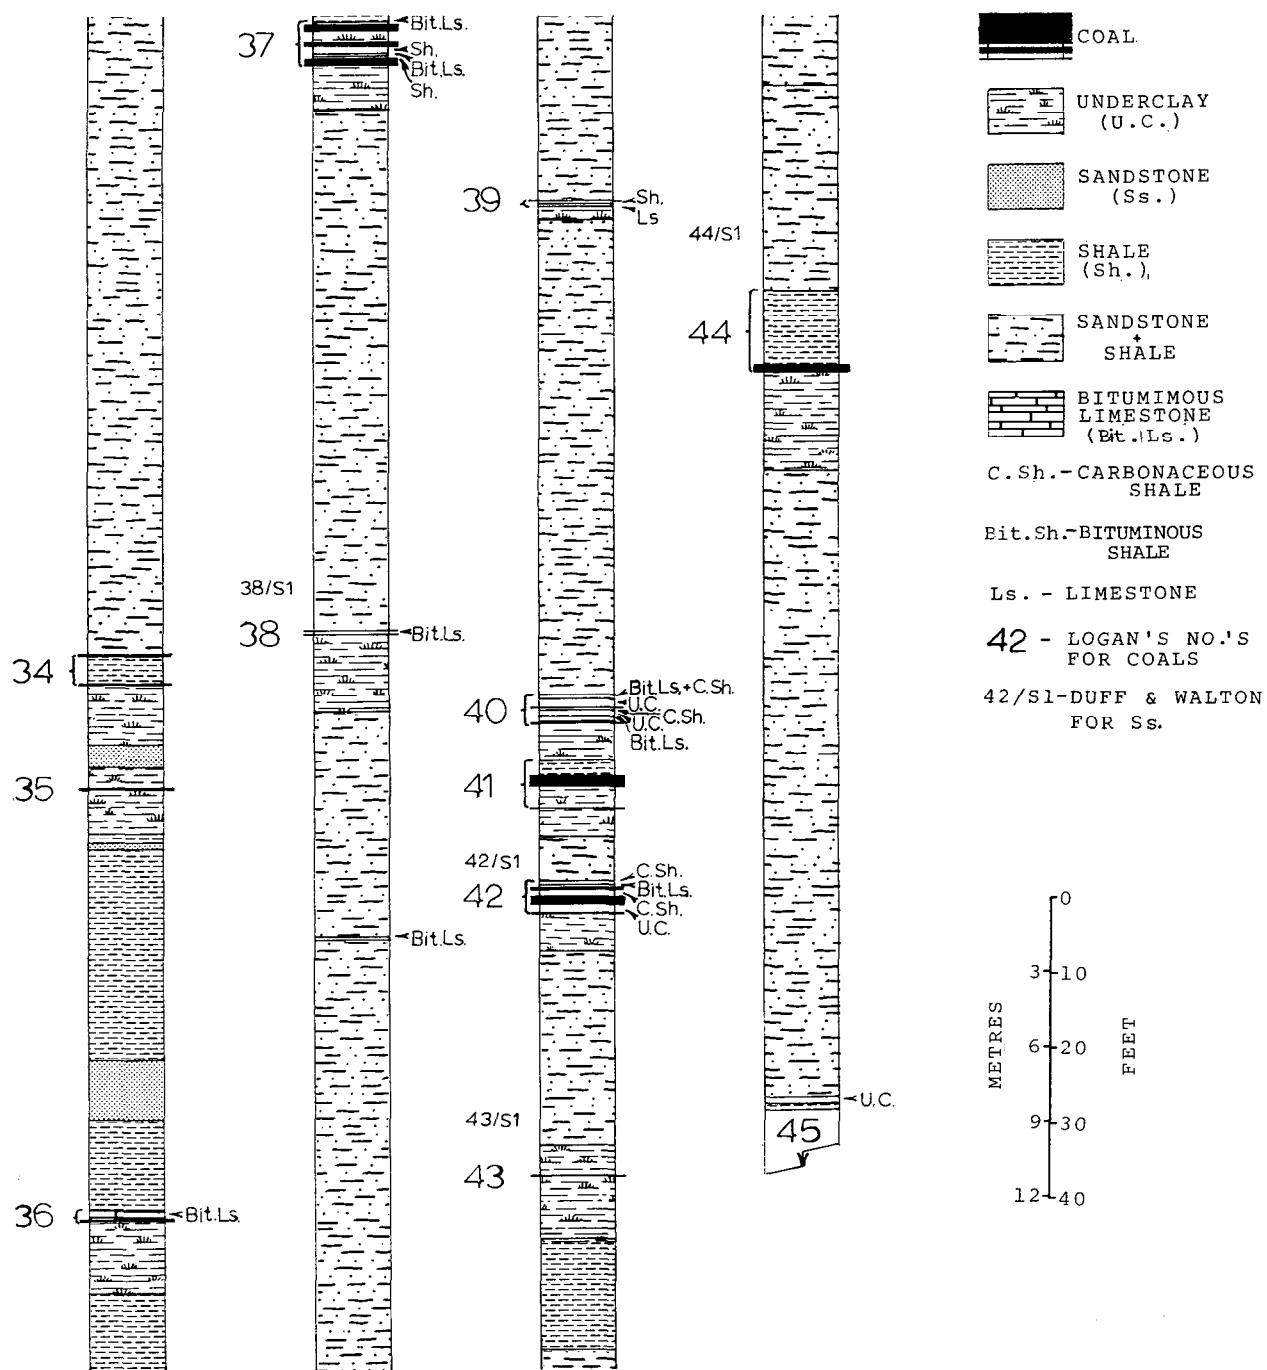 34
35
36
Bit.Ls.
37
Bit.Ls.
Sh.
Bit.Ls.
Sh.
38/S1
38
Bit.Ls.
Bit.Ls.
39
Sh.
Ls
40
Bit.Ls.+C.Sh.
U.C.
C.Sh.
U.C.
Bit.Ls.
41
42/S1
42
C.Sh.
Bit.Ls.
C.Sh.
U.C.
43/S1
43
44/S1
44
U.C.
45
COAL
UNDERCLAY
(U.C.)
SANDSTONE
(Ss.)
SHALE
(Sh.)
SANDSTONE
+
SHALE
BITUMIMOUS
LIMESTONE
(Bit.Ls.)
C.Sh.-CARBONACEOUS
SHALE
Bit.Sh.-BITUMINOUS
SHALE
Ls. - LIMESTONE
42 - LOGAN'S NO.'S
FOR COALS
42/S1-DUFF & WALTON
FOR Ss.
0
3 10
6 20
9 30
12 40
METRES
FEET